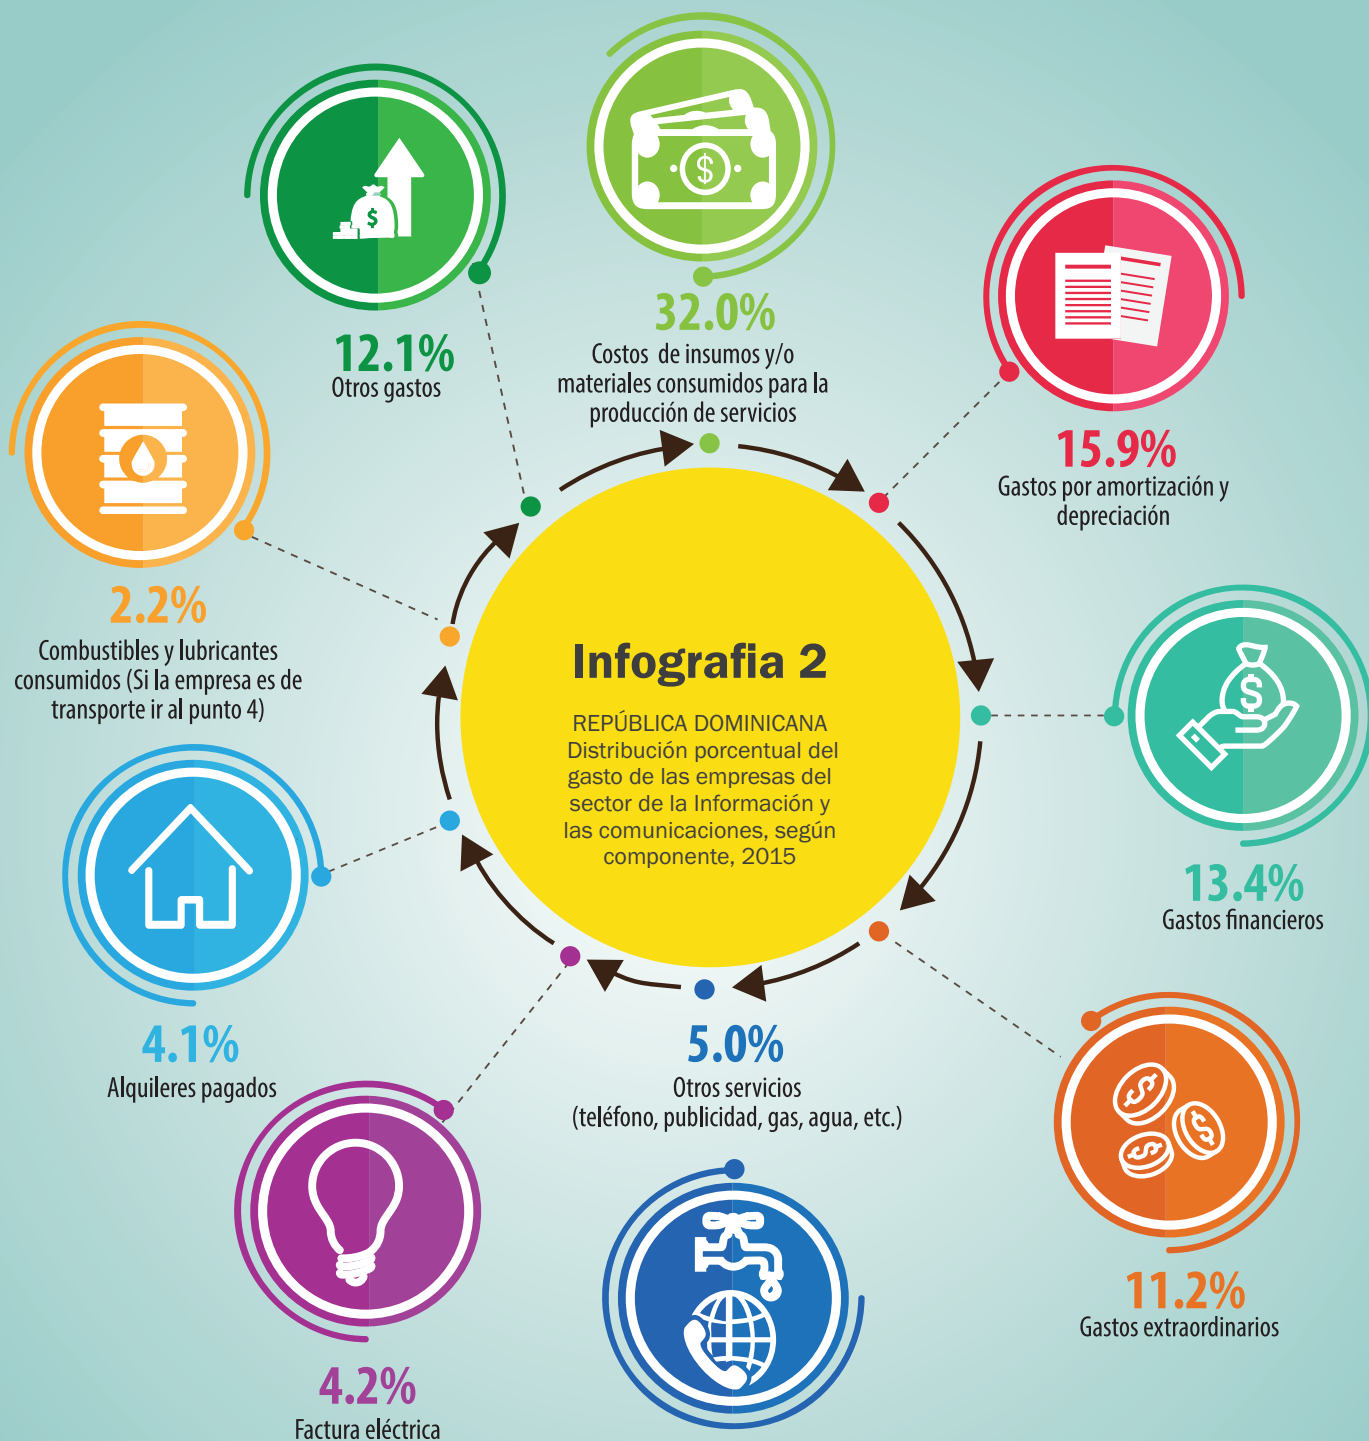 32.0%
Costos de insumos y/o
materiales consumidos para la
producción de servicios
15.9%
Gastos por amortización y
depreciación
13.4%
Gastos financieros
11.2%
Gastos extraordinarios
5.0%
Otros servicios
(teléfono, publicidad, gas, agua, etc.)
4.2%
Factura eléctrica
4.1%
Alquileres pagados
2.2%
Combustibles y lubricantes
consumidos (Si la empresa es de
transporte ir al punto 4)
12.1%
Otros gastos
Infografia 2
REPÚBLICA DOMINICANA
Distribución porcentual del
gasto de las empresas del
sector de la Información y
las comunicaciones, según
componente, 2015